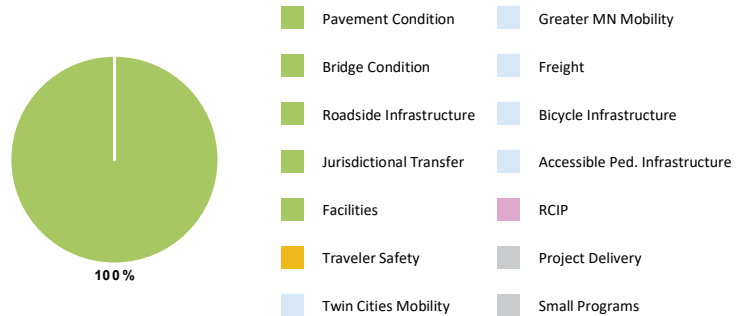 Pavement Condition
Bridge Condition
Roadside Infrastructure
Jurisdictional Transfer
Facilities
Traveler Safety
Twin Cities Mobility
Greater MN Mobility
Freight
Bicycle Infrastructure
Accessible Ped. Infrastructure
RCIP
Project Delivery
Small Programs
100%